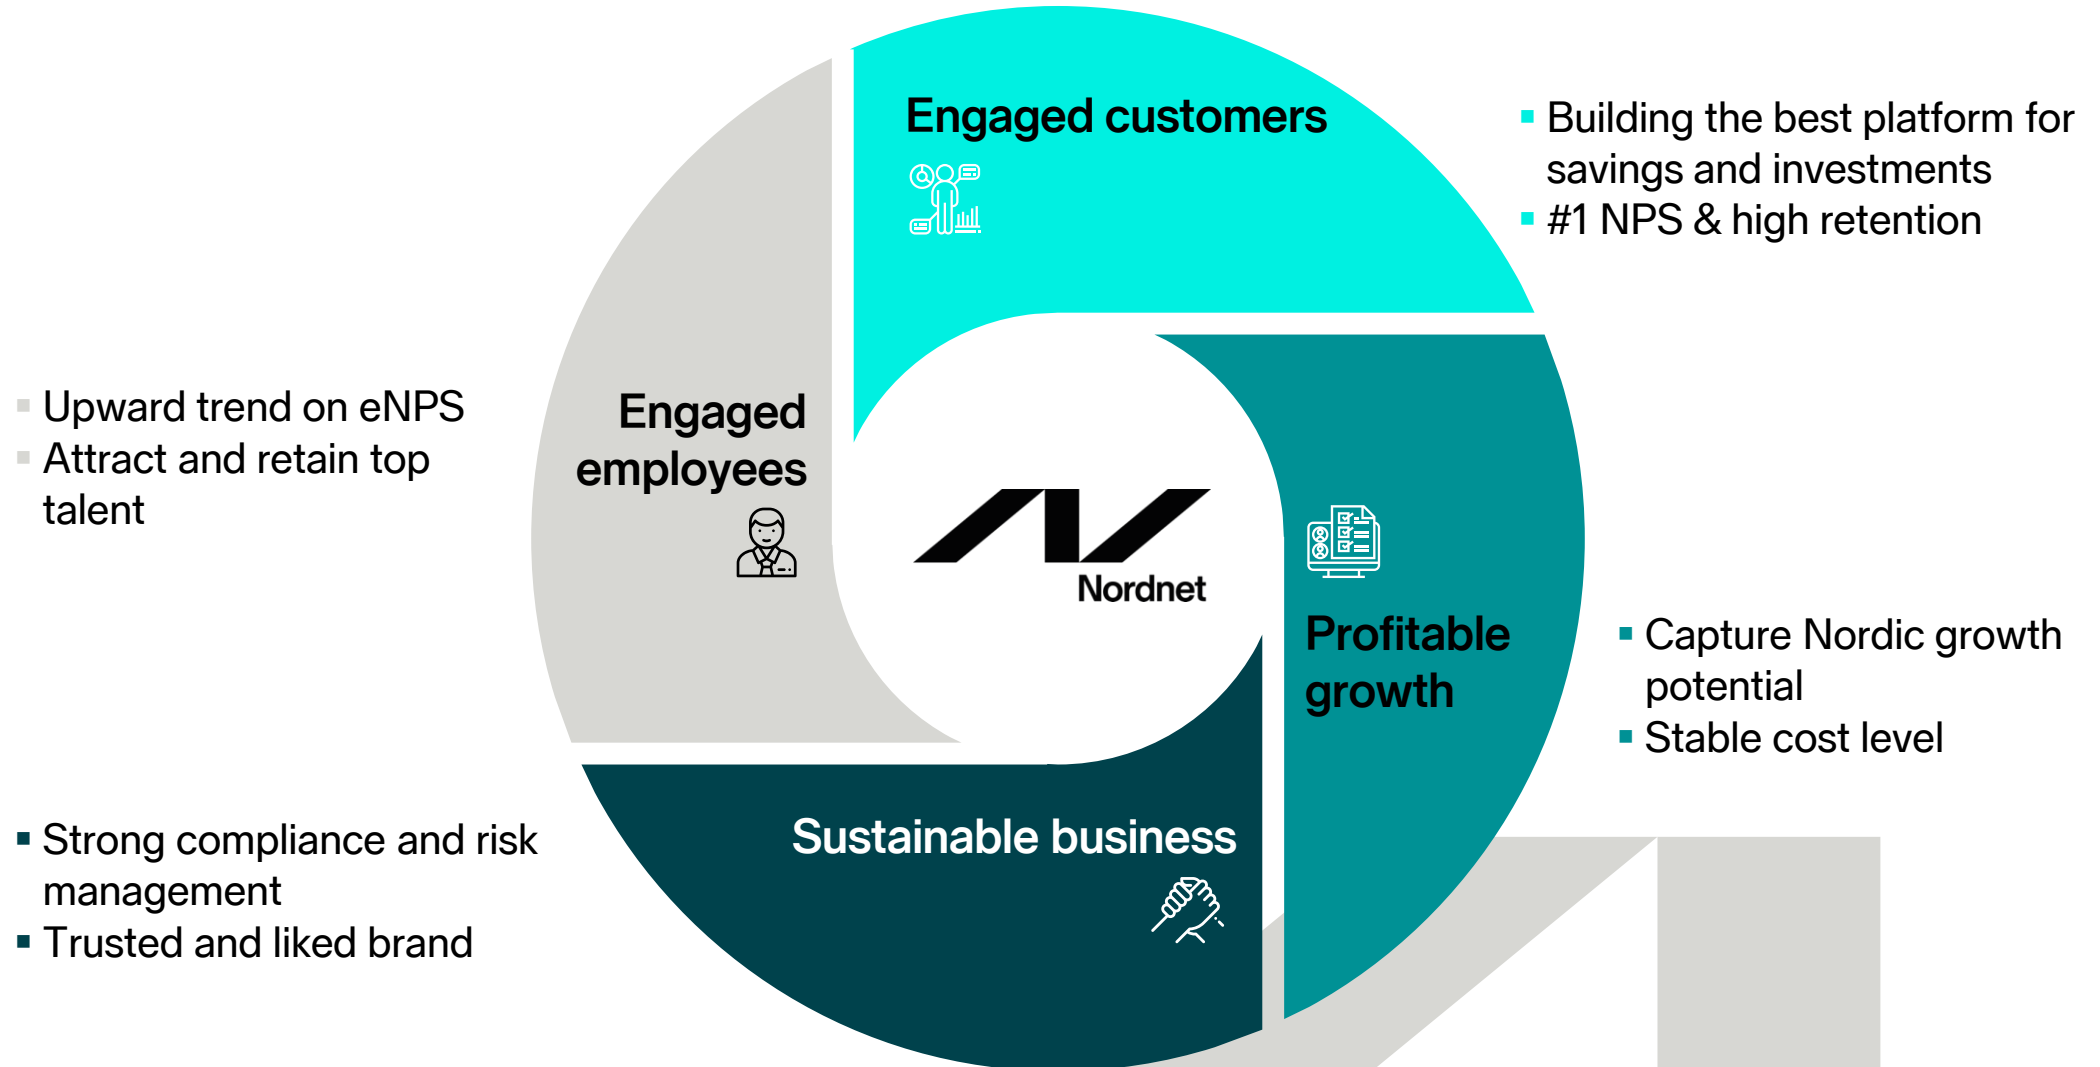 Engaged customers
Building the best platform for
savings and investments
#1 NPS & high retention
Upward trend on eNPS
Attract and retain top
talent
Engaged
employees
Nordnet
Profitable
growth
Capture Nordic growth
potential
Stable cost level
Sustainable business
Strong compliance and risk
management
Trusted and liked brand